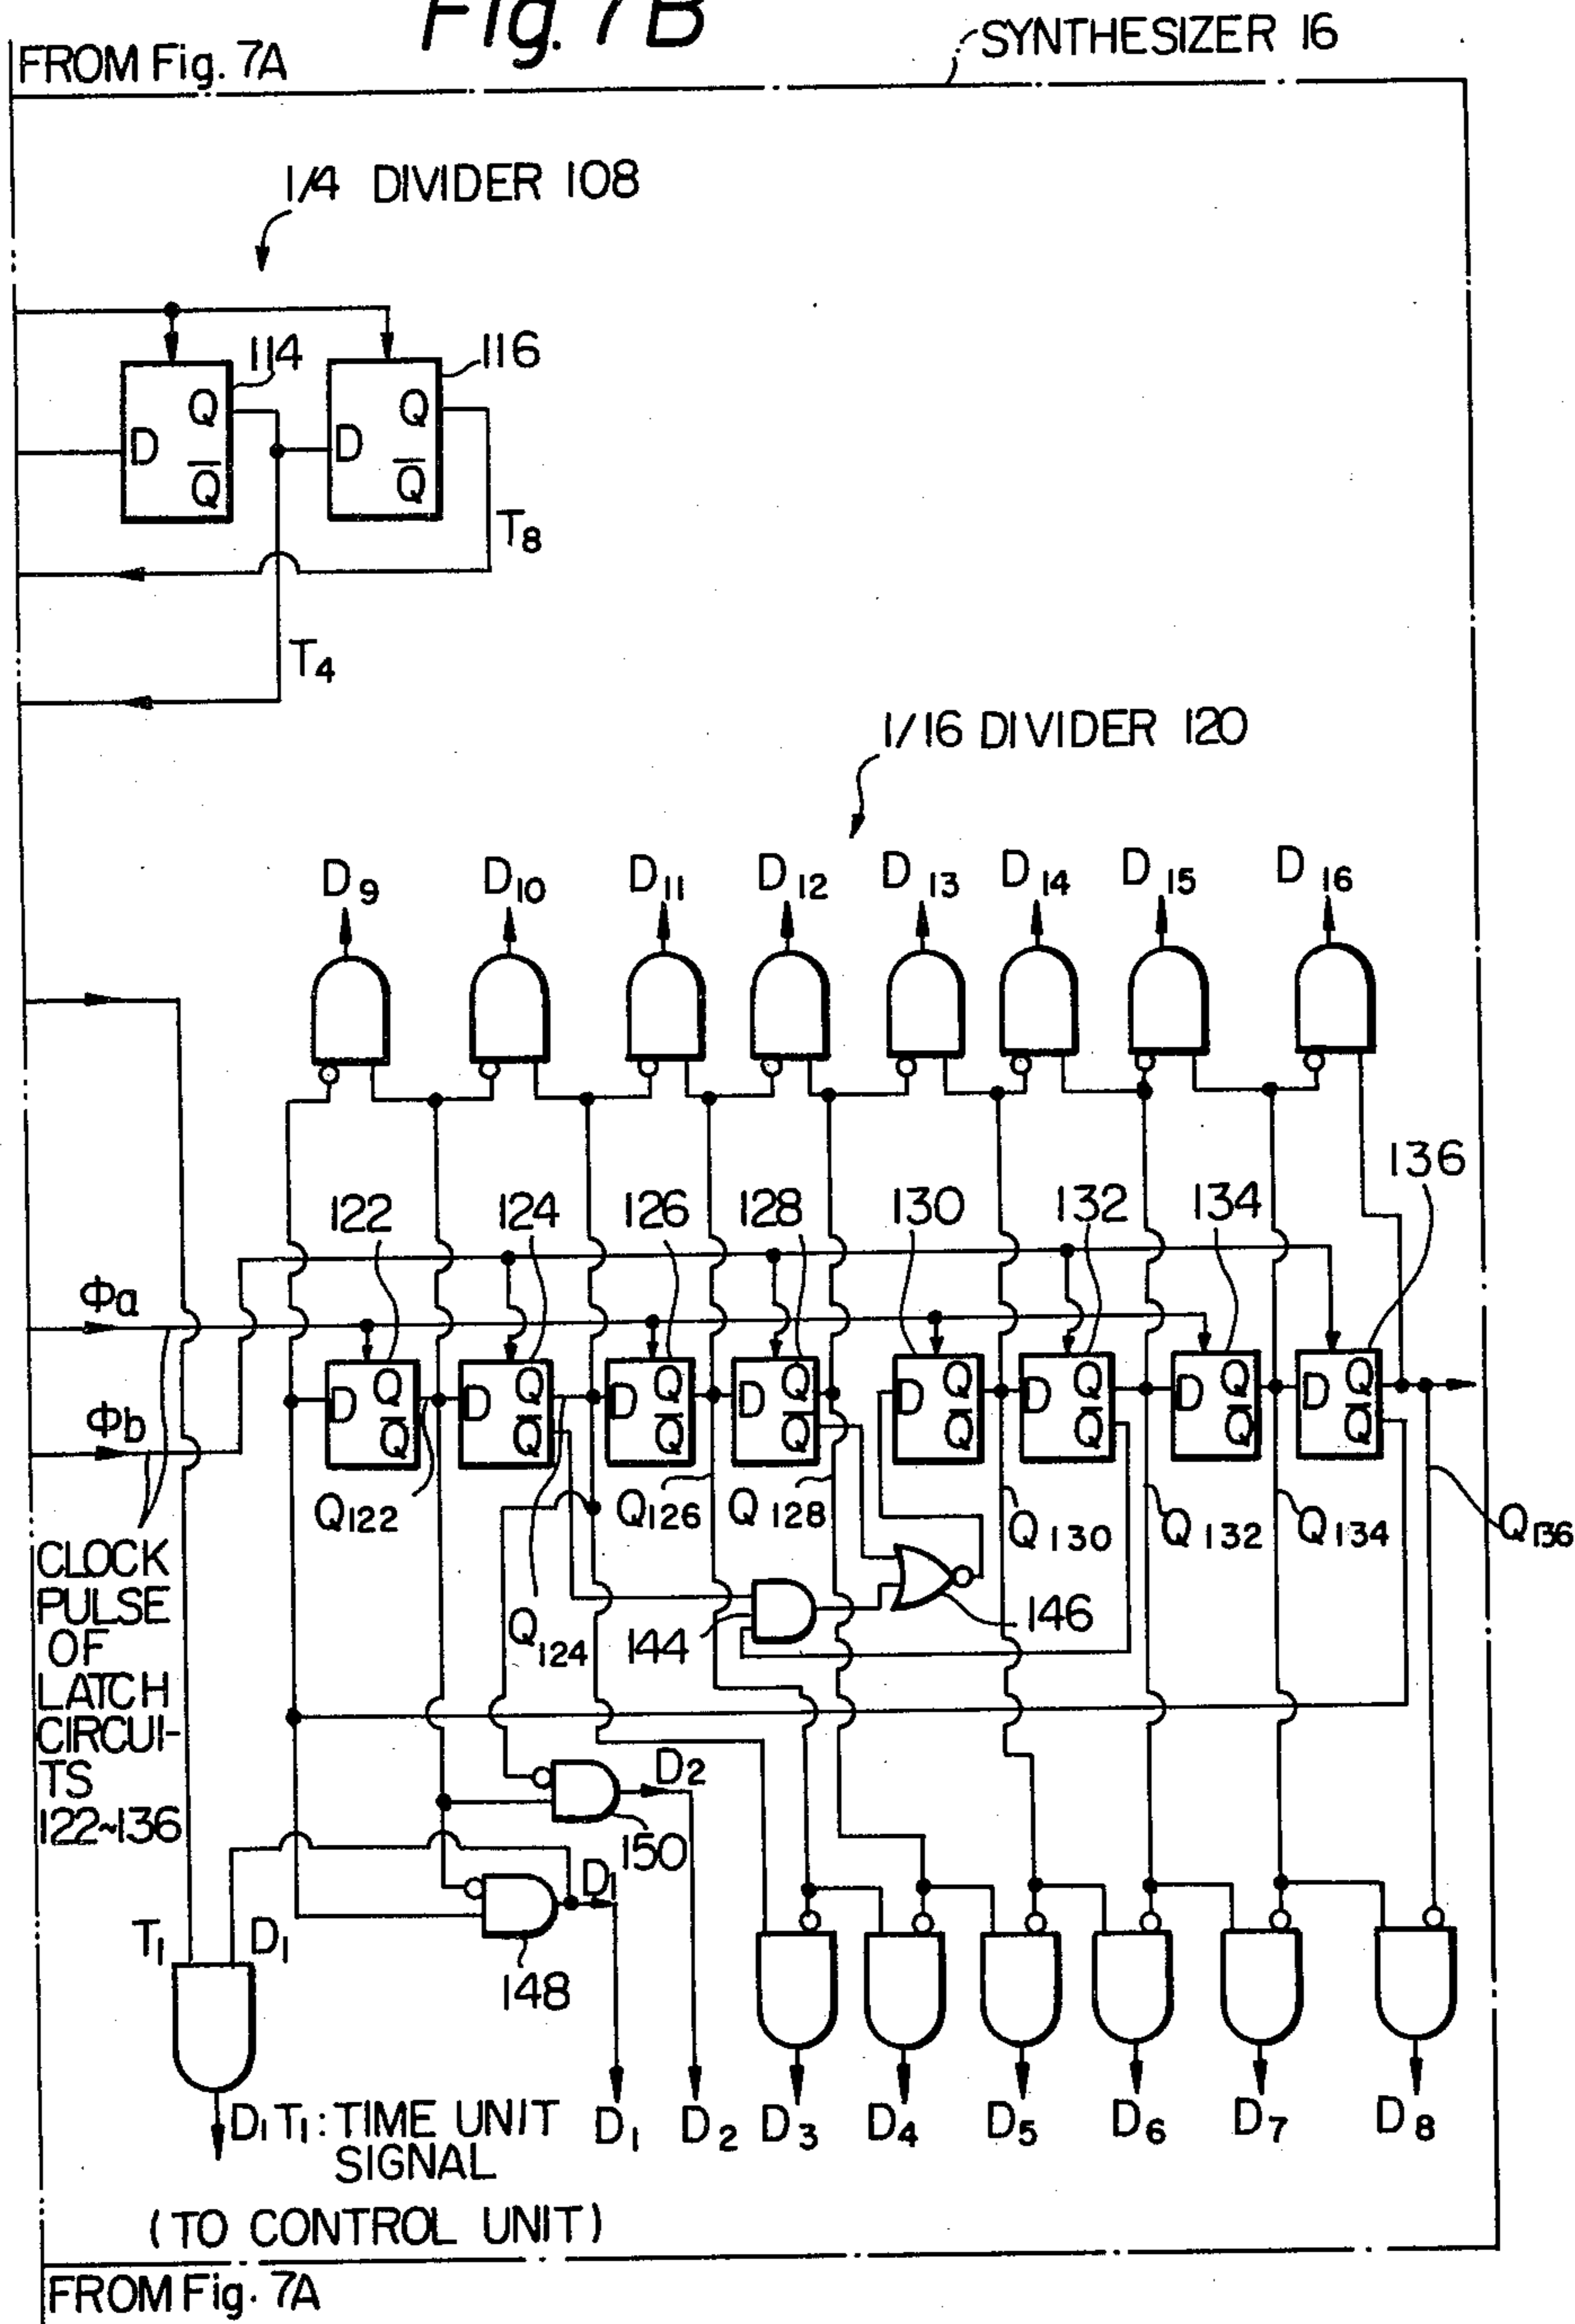 Fig. 7B
FROM Fig. 7A
SYNTHESIZER 16
1/4 DIVIDER 108
114
116
D Q Q̅
D Q Q̅
T8
T4
1/16 DIVIDER 120
D9 D10 D11 D12 D13 D14 D15 D16
122 124 126 128 130 132 134 136
Φa
Φb
D Q Q̅
D Q Q̅
D Q Q̅
D Q Q̅
D Q Q̅
D Q Q̅
D Q Q̅
D Q Q̅
Q122 Q124 Q126 Q128 Q130 Q132 Q134 Q136
CLOCK
PULSE
OF
LATCH
CIRCUI-
TS
122~136
144
146
D2
150
D1
148
T1 D1
D1T1: TIME UNIT
SIGNAL
D1 D2 D3 D4 D5 D6 D7 D8
(TO CONTROL UNIT)
FROM Fig. 7A